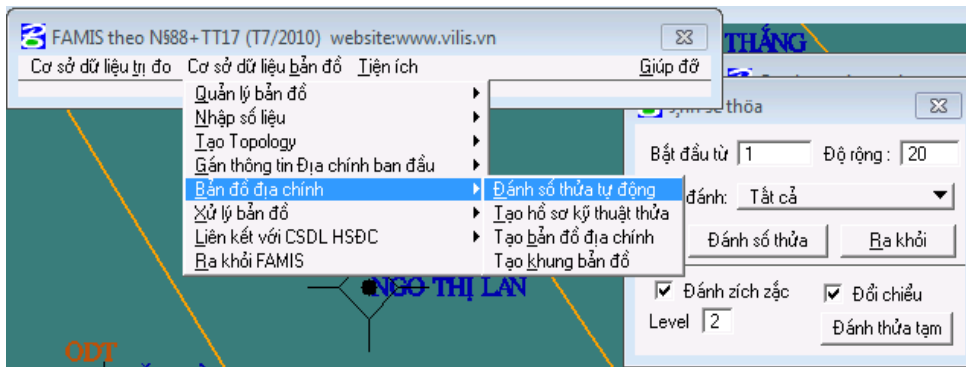 FAMIS theo N§88+TT17 (T7/2010) website:www.vilis.vn
Cơ sở dữ liệu trị đo Cơ sở dữ liệu bản đồ Tiện ích Giúp đỡ
Quản lý bản đồ
Nhập số liệu
Tạo Topology
Gán thông tin Địa chính ban đầu
Bản đồ địa chính
Xử lý bản đồ
Liên kết với CSDL HSĐC
Ra khỏi FAMIS
Đánh số thửa tự động
Tạo hồ sơ kỹ thuật thửa
Tạo bản đồ địa chính
Tạo khung bản đồ
THẮNG
thöa
Bắt đầu từ 1 Độ rộng : 20
đánh: Tất cả
Đánh số thửa Ra khỏi
Đánh zích zắc Đổi chiều
Level 2 Đánh thửa tạm
NGO THỊ LAN
ODT